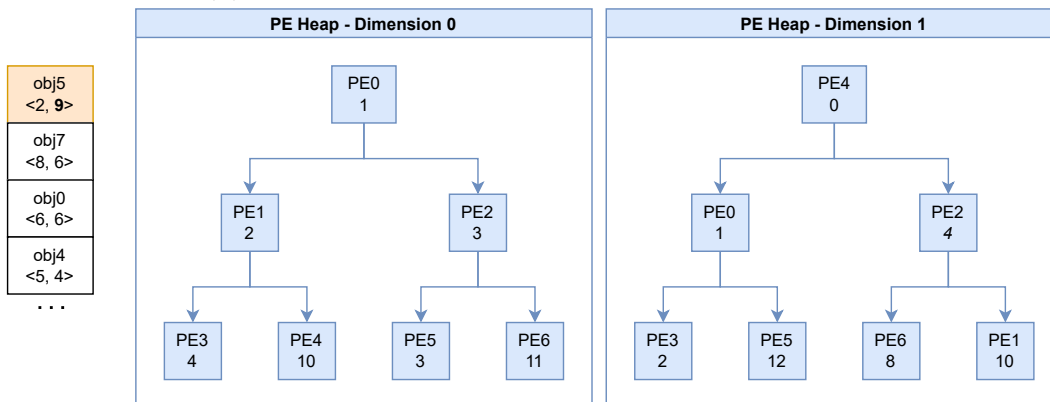 PE Heap - Dimension 0
PE Heap - Dimension 1
obj5
<2, 9>
obj7
<8, 6>
obj0
<6, 6>
obj4
<5, 4>
. . .
PE0
1
PE1
2
PE2
3
PE3
4
PE4
10
PE5
3
PE6
11
PE4
0
PE0
1
PE2
4
PE3
2
PE5
12
PE6
8
PE1
10